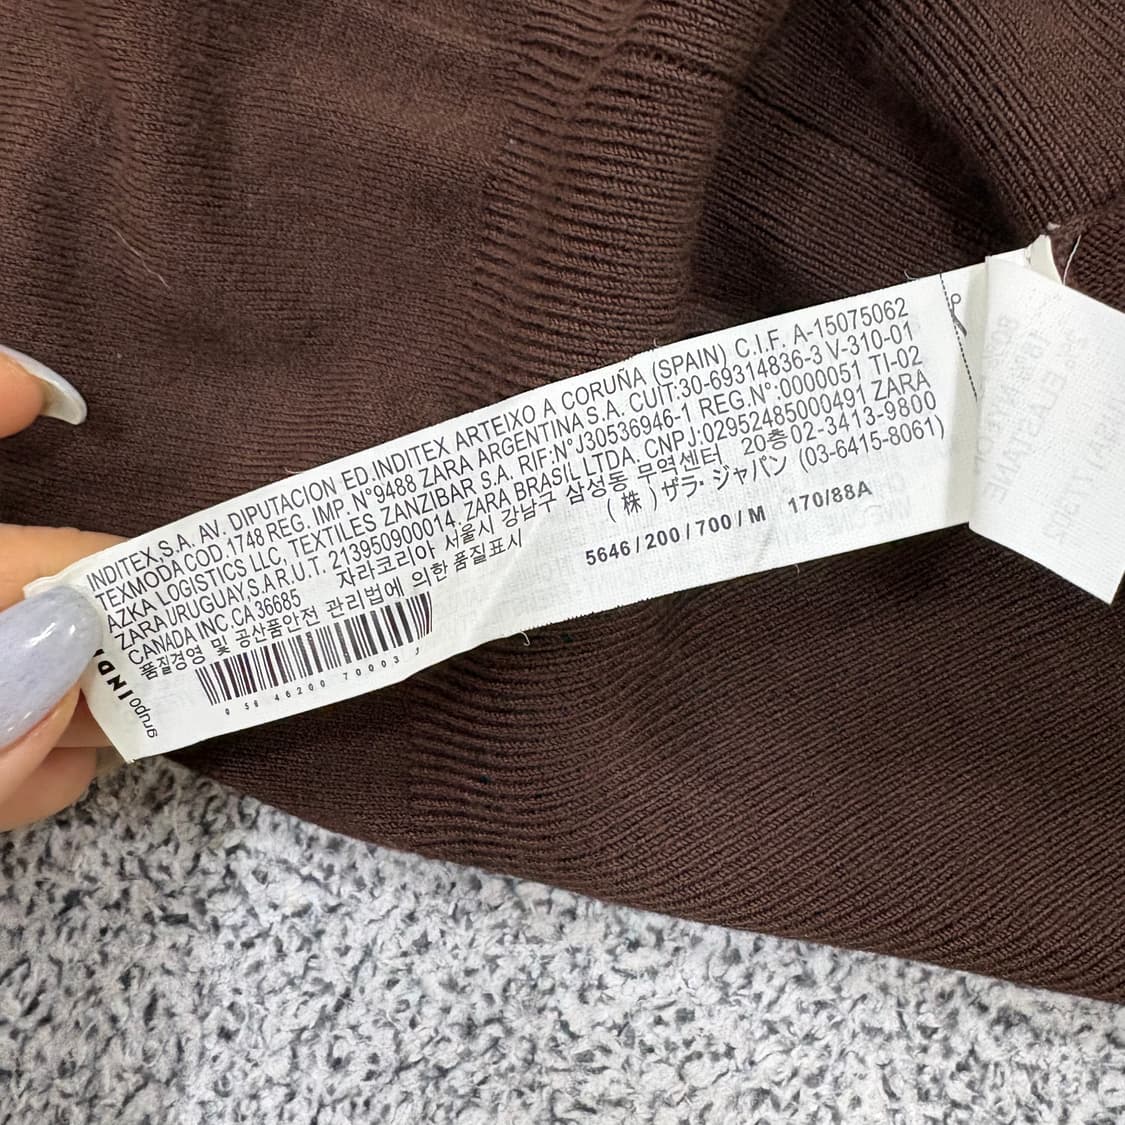 INDITEX S.A. AV. DIPUTACION ED.INDITEX ARTEIXO A CORUÑA (SPAIN) C.I.F. A-15075062
TEXMODA COD.1748 REG. IMP. N°9488 ZARA ARGENTINA S.A. CUIT:30-69314836-3 V-310-01
AZKA LOGISTICS LLC, TEXTILES ZANZIBAR S.A. RIF:N°J30536946-1 REG.N°:0000051 TI-02
ZARA URUGUAY,S.A R.U.T. 213950900014. ZARA BRASIL LTDA. CNPJ:02952485000491 ZARA
CANADA INC. CA 36685 자라코리아 서울시 강남구 삼성동 무역센터 20층 02-3413-9800
품질경영 및 공산품안전 관리법에 의한 품질표시 (株)ザラ・ジャパン (03-6415-8061)
5646/200/700/M 170/88A
0 56 46200 70003
grupo INDI